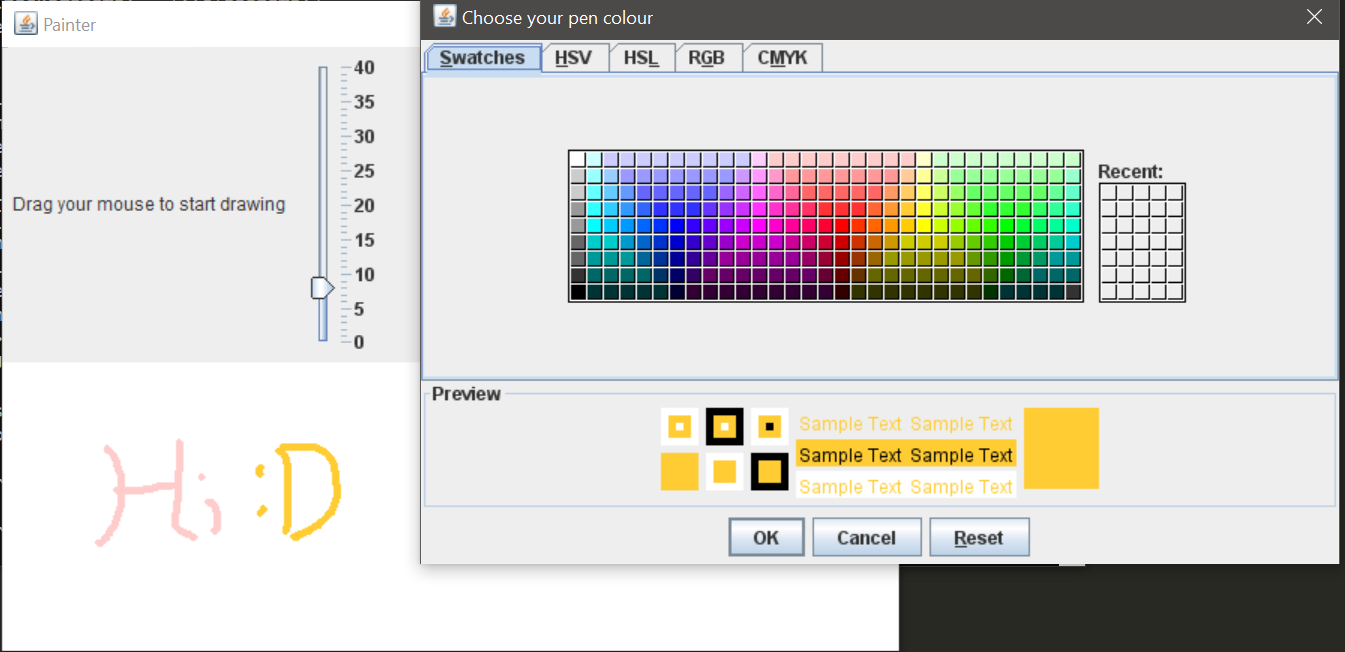 Painter
Drag your mouse to start drawing
40
35
30
25
20
15
10
5
0
Hi :D
Choose your pen colour
Swatches HSV HSL RGB CMYK
Recent:
Preview
Sample Text Sample Text
Sample Text Sample Text
Sample Text Sample Text
OK Cancel Reset